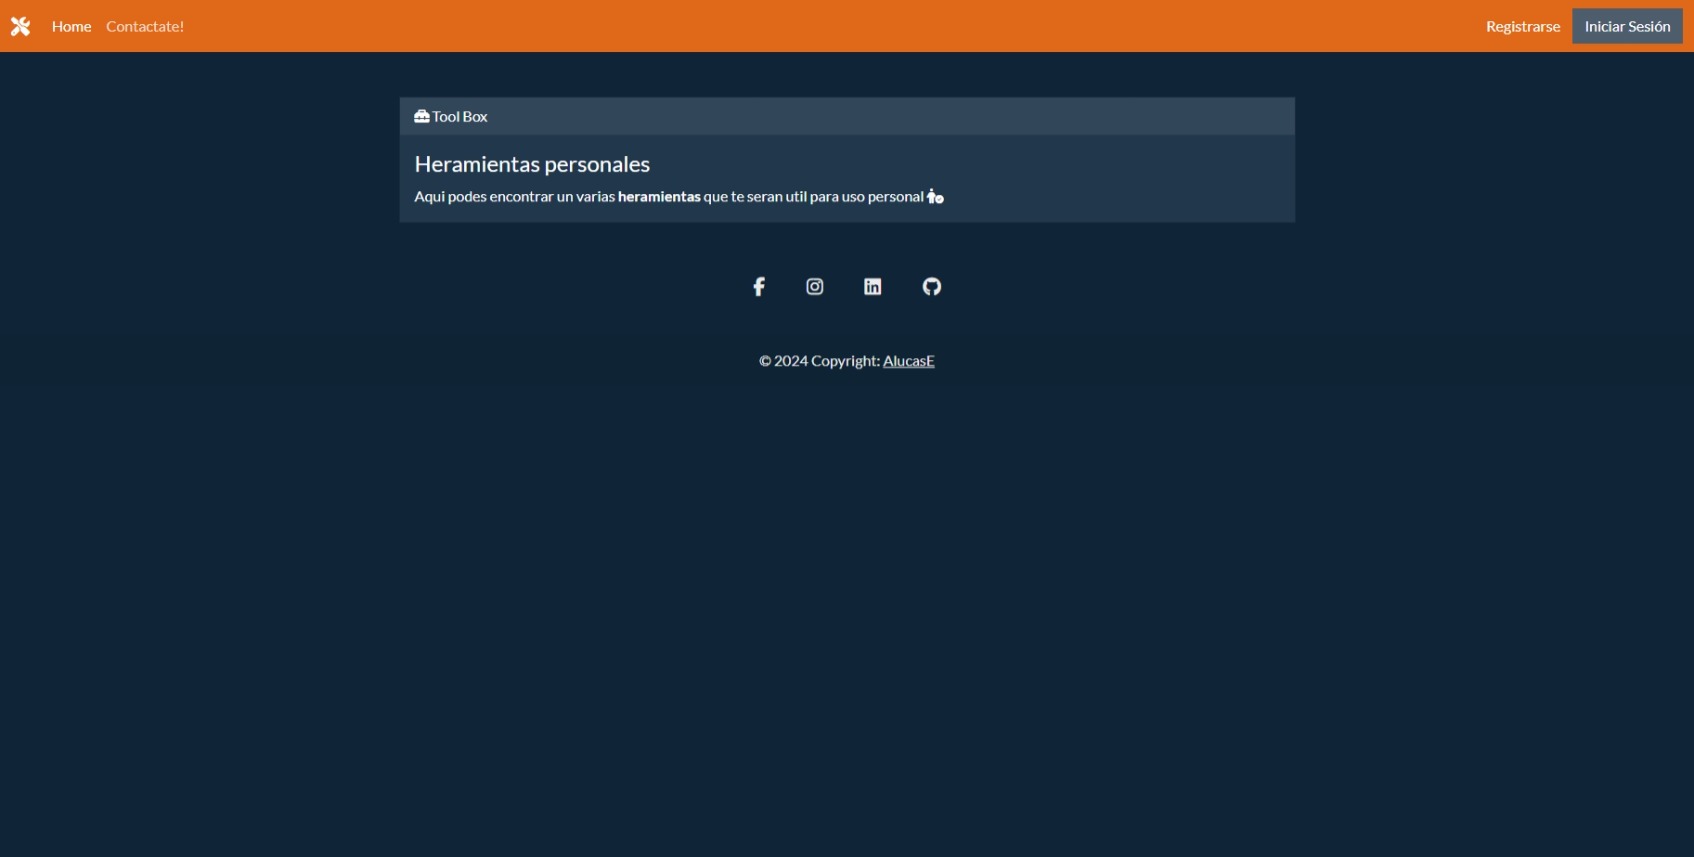 Home Contactate! Registrarse Iniciar Sesión
Tool Box
Heramientas personales
Aqui podes encontrar un varias heramientas que te seran util para uso personal
© 2024 Copyright: AlucasE